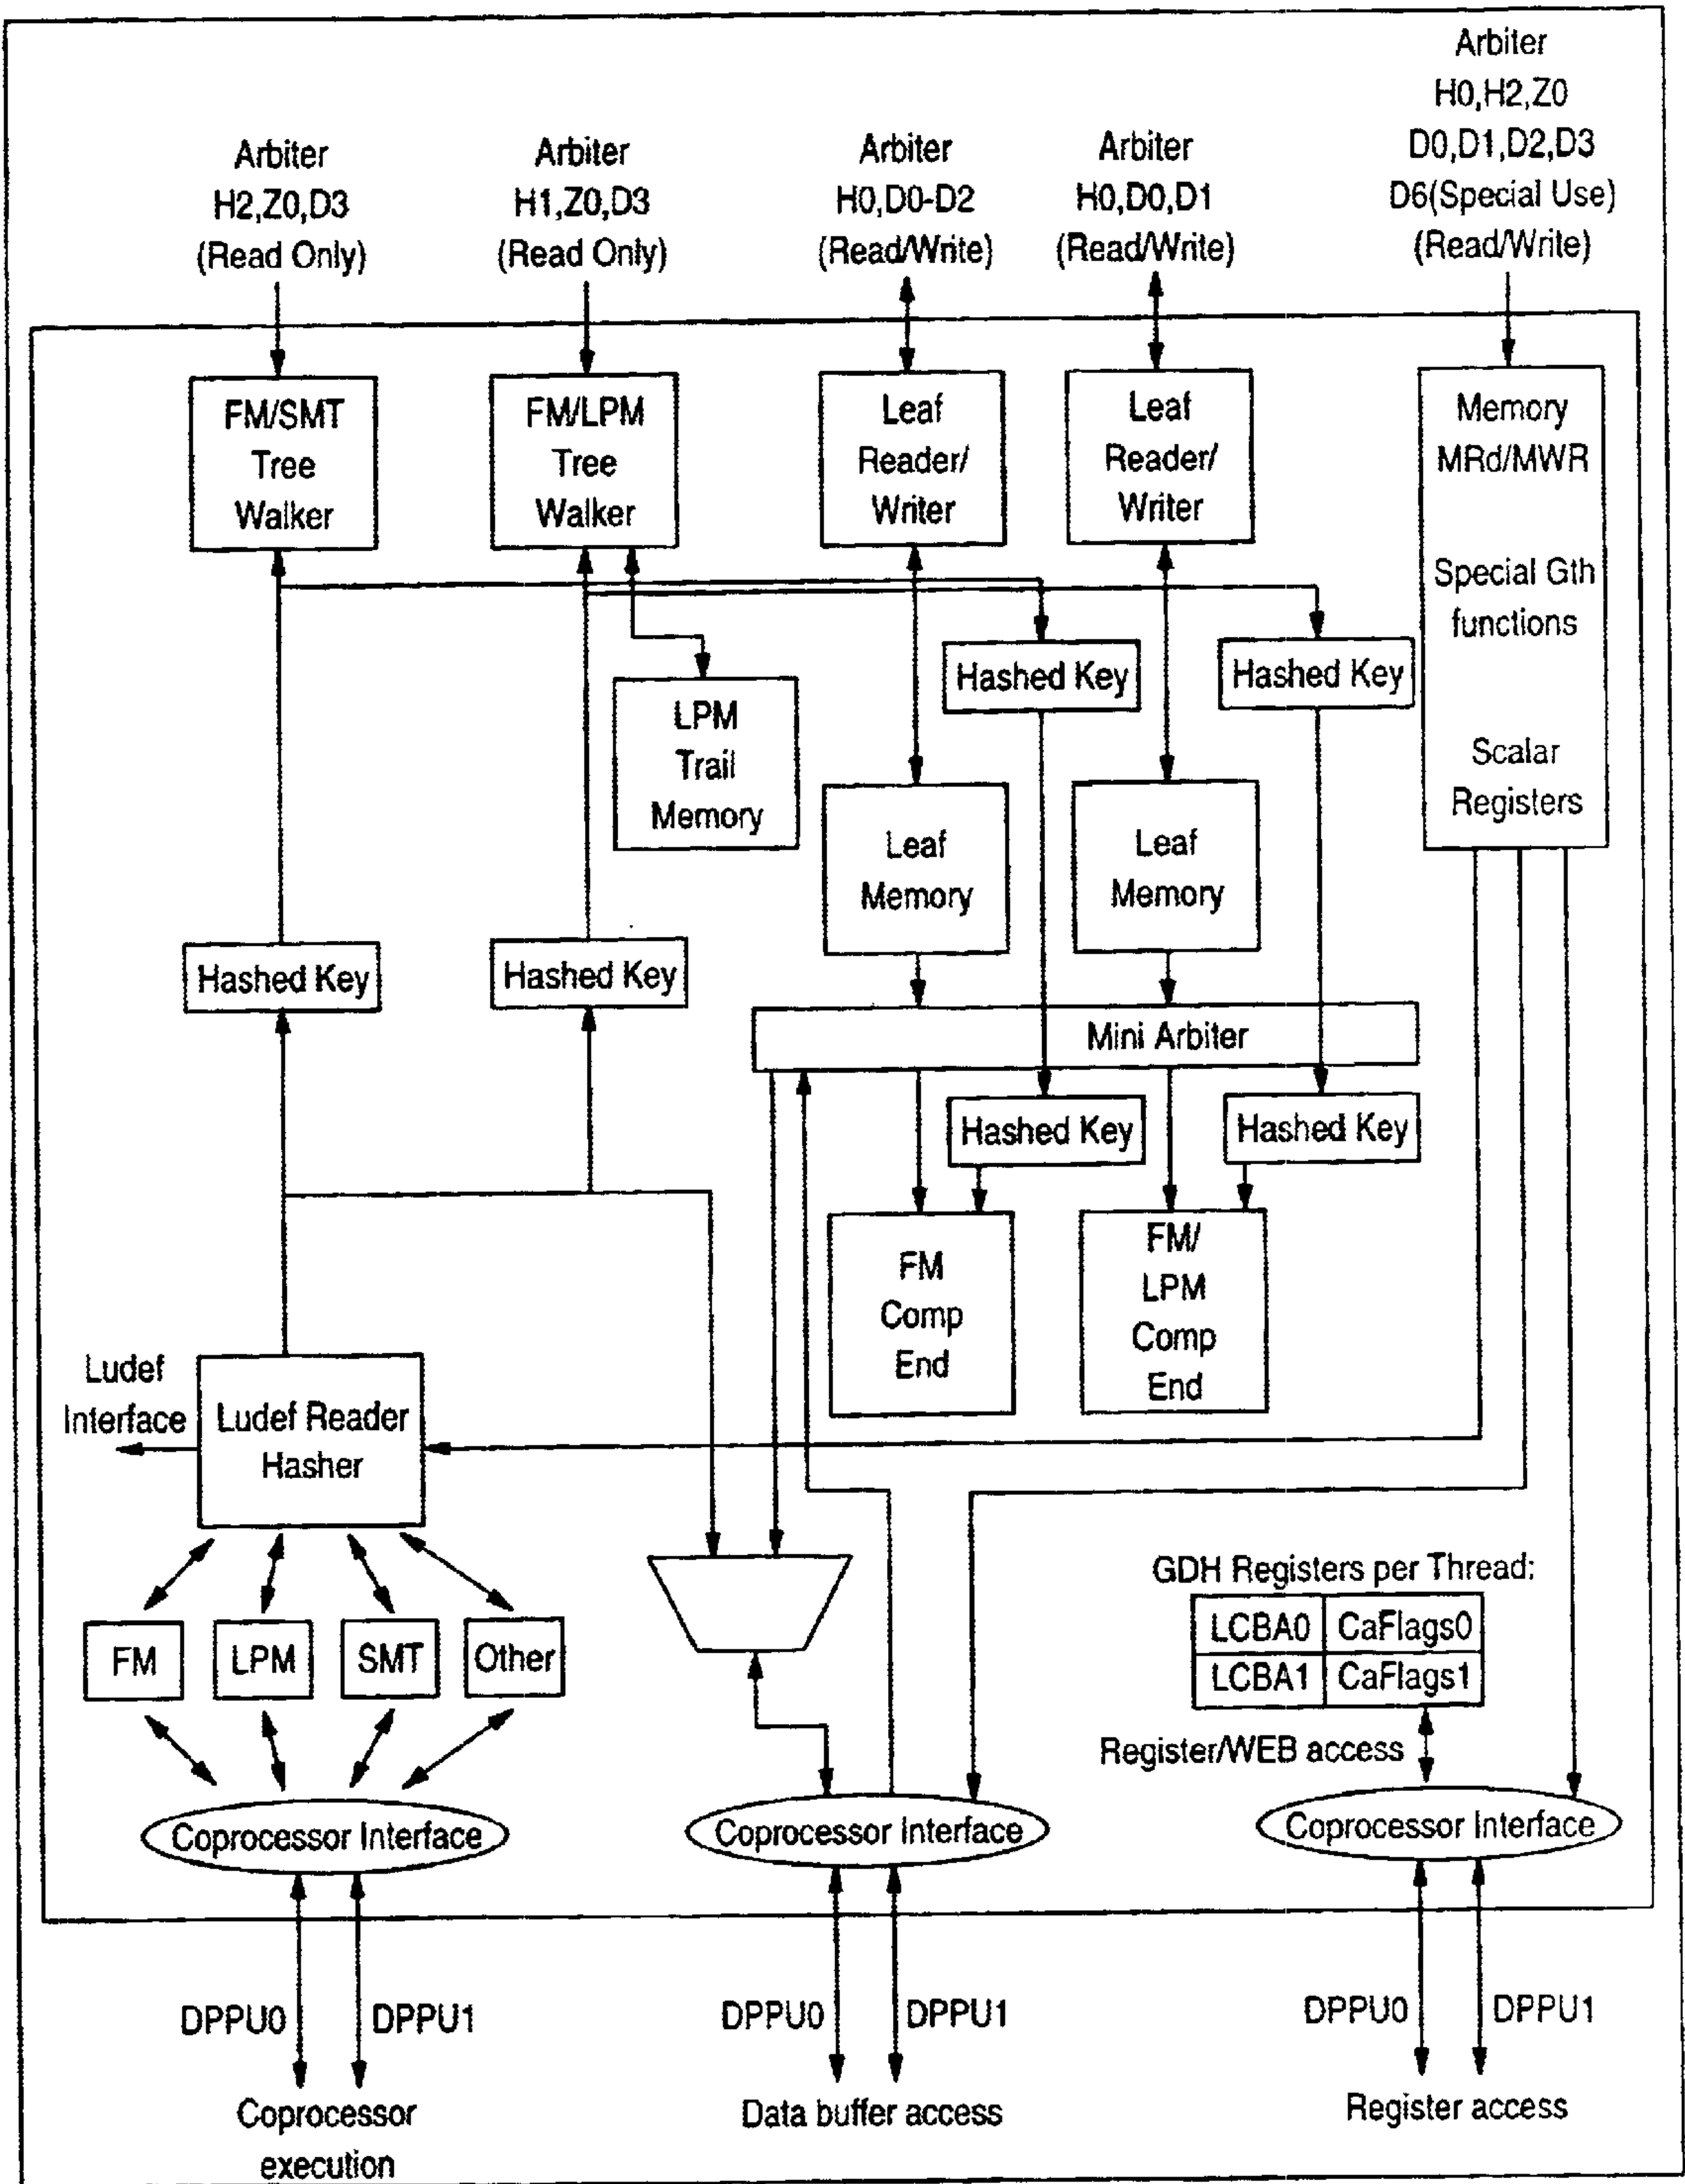 Arbiter
H2,Z0,D3
(Read Only)
Arbiter
H1,Z0,D3
(Read Only)
Arbiter
H0,D0-D2
(Read/Write)
Arbiter
H0,D0,D1
(Read/Write)
Arbiter
H0,H2,Z0
D0,D1,D2,D3
D6(Special Use)
(Read/Write)
FM/SMT
Tree
Walker
FM/LPM
Tree
Walker
Leaf
Reader/
Writer
Leaf
Reader/
Writer
Memory
MRd/MWR
Special Gth
functions
Scalar
Registers
Hashed Key
Hashed Key
LPM
Trail
Memory
Leaf
Memory
Leaf
Memory
Hashed Key
Hashed Key
Mini Arbiter
Hashed Key
Hashed Key
FM
Comp
End
FM/
LPM
Comp
End
Ludef
Interface
Ludef Reader
Hasher
FM
LPM
SMT
Other
GDH Registers per Thread:
LCBA0 CaFlags0
LCBA1 CaFlags1
Register/WEB access
Coprocessor Interface
Coprocessor Interface
Coprocessor Interface
DPPU0 DPPU1
DPPU0 DPPU1
DPPU0 DPPU1
Coprocessor
execution
Data buffer access
Register access